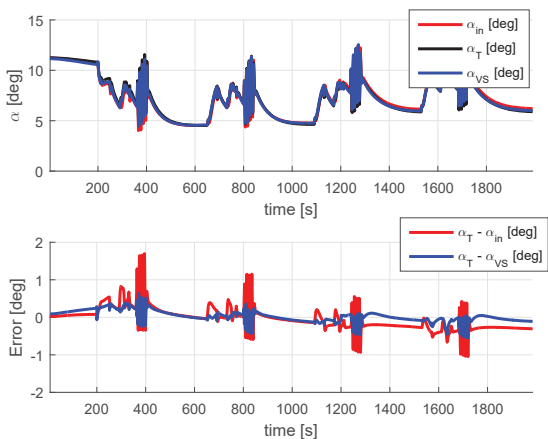 α_in [deg]
α_T [deg]
α_VS [deg]
15
10
5
0
α [deg]
200 400 600 800 1000 1200 1400 1600 1800
time [s]
α_T - α_in [deg]
α_T - α_VS [deg]
2
1
0
-1
-2
Error [deg]
200 400 600 800 1000 1200 1400 1600 1800
time [s]